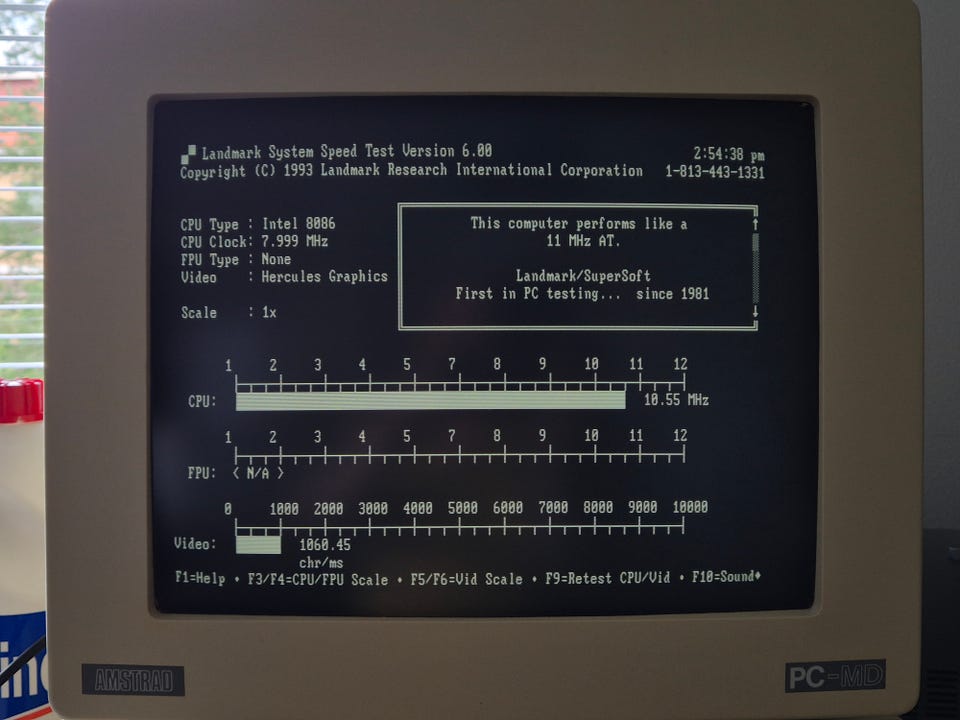 Landmark System Speed Test Version 6.00 2:54:38 pm
Copyright (C) 1993 Landmark Research International Corporation 1-813-443-1331
CPU Type : Intel 8086
CPU Clock: 7.999 MHz
FPU Type : None
Video : Hercules Graphics
Scale : 1x
This computer performs like a
11 MHz AT.
Landmark/SuperSoft
First in PC testing... since 1981
1 2 3 4 5 6 7 8 9 10 11 12
CPU: 10.55 MHz
1 2 3 4 5 6 7 8 9 10 11 12
FPU: < N/A >
0 1000 2000 3000 4000 5000 6000 7000 8000 9000 10000
Video: 1060.45
chr/ms
F1=Help • F3/F4=CPU/FPU Scale • F5/F6=Vid Scale • F9=Retest CPU/Vid • F10=Sound♦
AMSTRAD
PC-MD